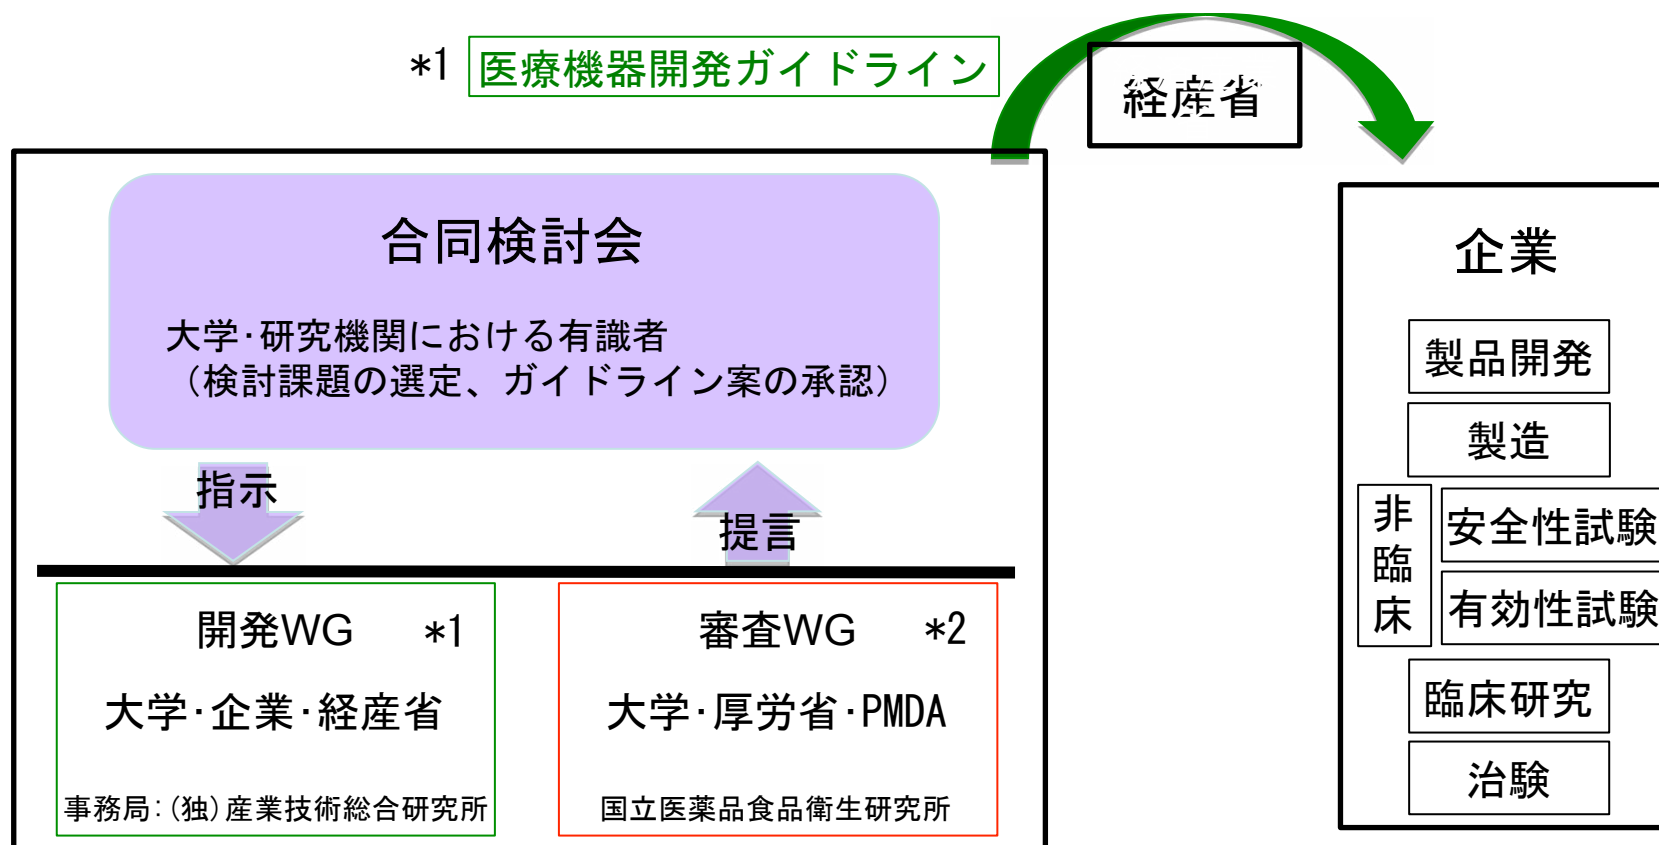 *1 医療機器開発ガイドライン
経産省
合同検討会
大学・研究機関における有識者
（検討課題の選定、ガイドライン案の承認）
指示
提言
開発WG *1
大学・企業・経産省
事務局：（独）産業技術総合研究所
審査WG *2
大学・厚労省・PMDA
国立医薬品食品衛生研究所
企業
製品開発
製造
非臨床
安全性試験
有効性試験
臨床研究
治験